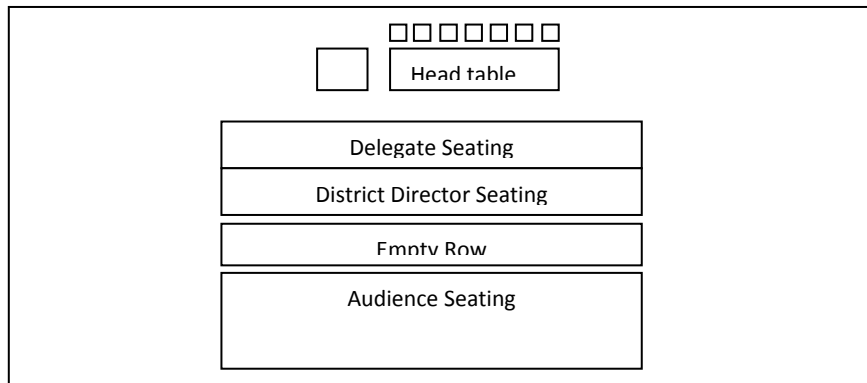 Head table
Delegate Seating
District Director Seating
Empty Row
Audience Seating